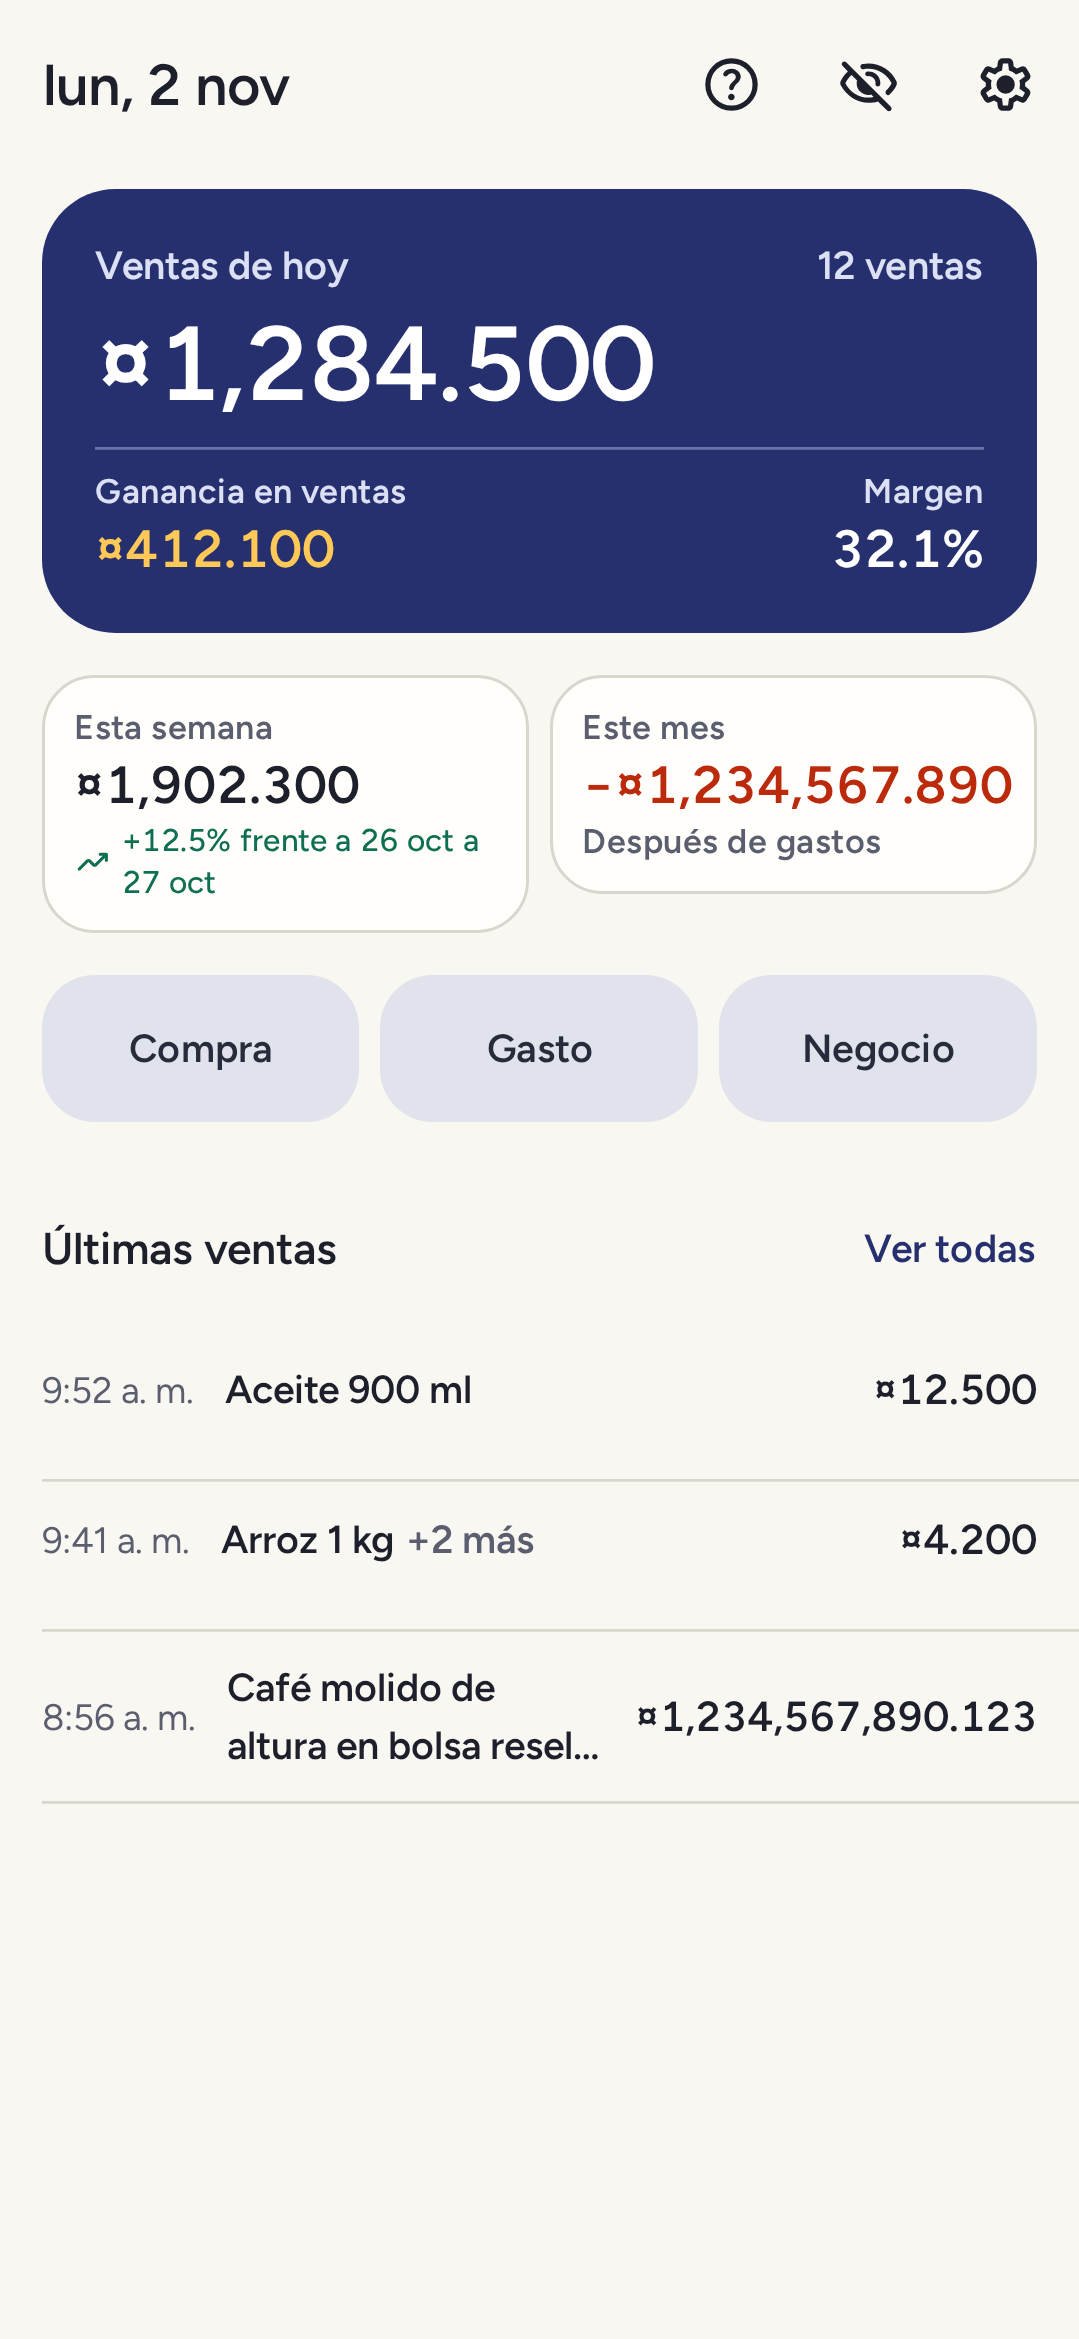 lun, 2 nov
Ventas de hoy 12 ventas
¤1,284.500
Ganancia en ventas Margen
¤412.100 32.1%
Esta semana
¤1,902.300
+12.5% frente a 26 oct a
27 oct
Este mes
−¤1,234,567.890
Después de gastos
Compra Gasto Negocio
Últimas ventas Ver todas
9:52 a. m. Aceite 900 ml ¤12.500
9:41 a. m. Arroz 1 kg +2 más ¤4.200
8:56 a. m. Café molido de
altura en bolsa resel... ¤1,234,567,890.123